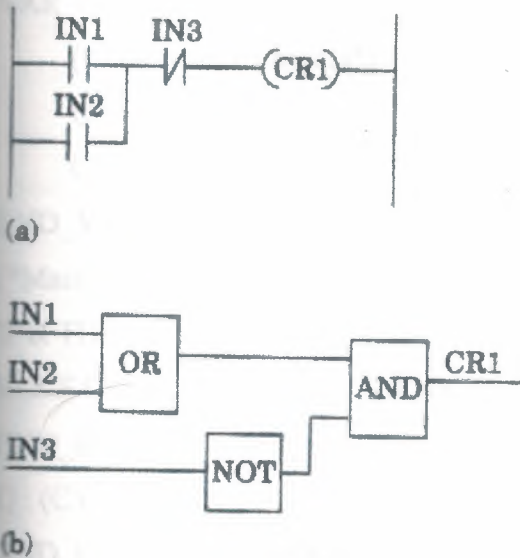 IN1 IN3
CR1
IN2
(a)
IN1
OR
CR1
IN2
AND
IN3
NOT
(b)